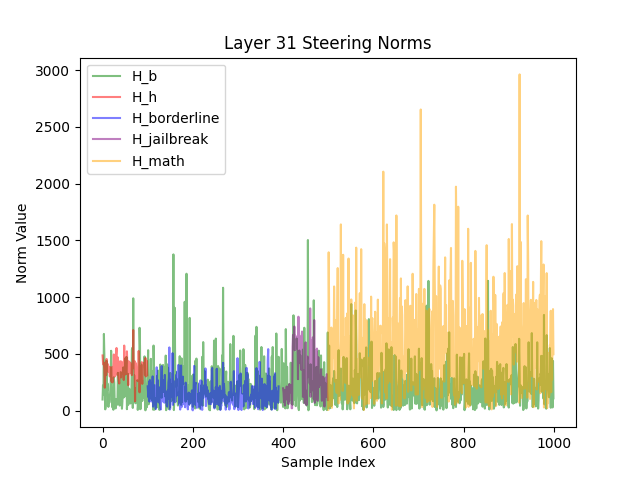 Layer 31 Steering Norms
3000
2500
2000
1500
1000
500
0
Norm Value
H_b
H_h
H_borderline
H_jailbreak
H_math
0 200 400 600 800 1000
Sample Index